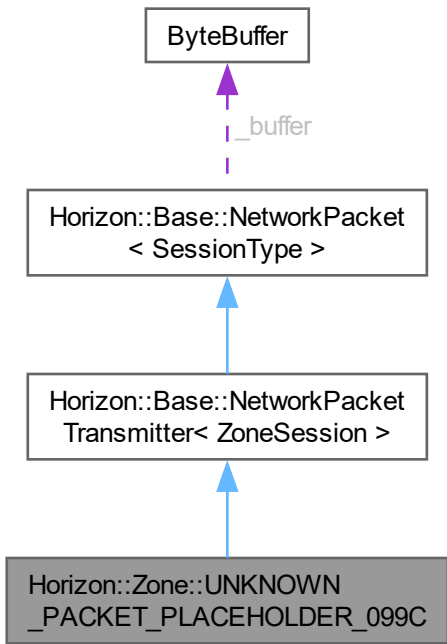 ByteBuffer
_buffer
Horizon::Base::NetworkPacket
< SessionType >
Horizon::Base::NetworkPacket
Transmitter< ZoneSession >
Horizon::Zone::UNKNOWN
_PACKET_PLACEHOLDER_099C